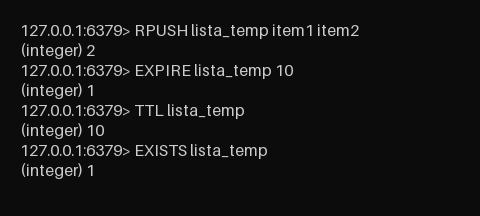 127.0.0.1:6379> RPUSH lista_temp item1 item2
(integer) 2
127.0.0.1:6379> EXPIRE lista_temp 10
(integer) 1
127.0.0.1:6379> TTL lista_temp
(integer) 10
127.0.0.1:6379> EXISTS lista_temp
(integer) 1